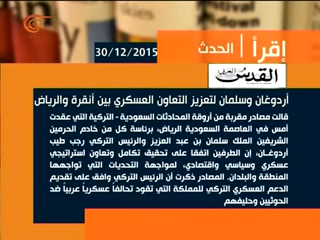 30/12/2015
إقرأ | الحدث
القدس العربي
أردوغان وسلمان لتعزيز التعاون العسكري بين أنقرة والرياض
قالت مصادر مقربة من أروقة المحادثات السعودية - التركية التي عقدت
أمس في العاصمة السعودية الرياض، برئاسة كل من خادم الحرمين
الشريفين الملك سلمان بن عبد العزيز والرئيس التركي رجب طيب
أردوغـان، إن الطرفين اتفقا على تحقيق تكامل وتعاون استراتيجي
عسكري وسياسي واقتصادي، لمواجهة التحديات التي تواجهها
المنطقة والبلدان. المصادر ذكرت أن الرئيس التركي وافق على تقديم
الدعم العسكري التركي للمملكة التي تقود تحالفاً عسكرياً عربياً ضد
الحوثيين وحليفهم